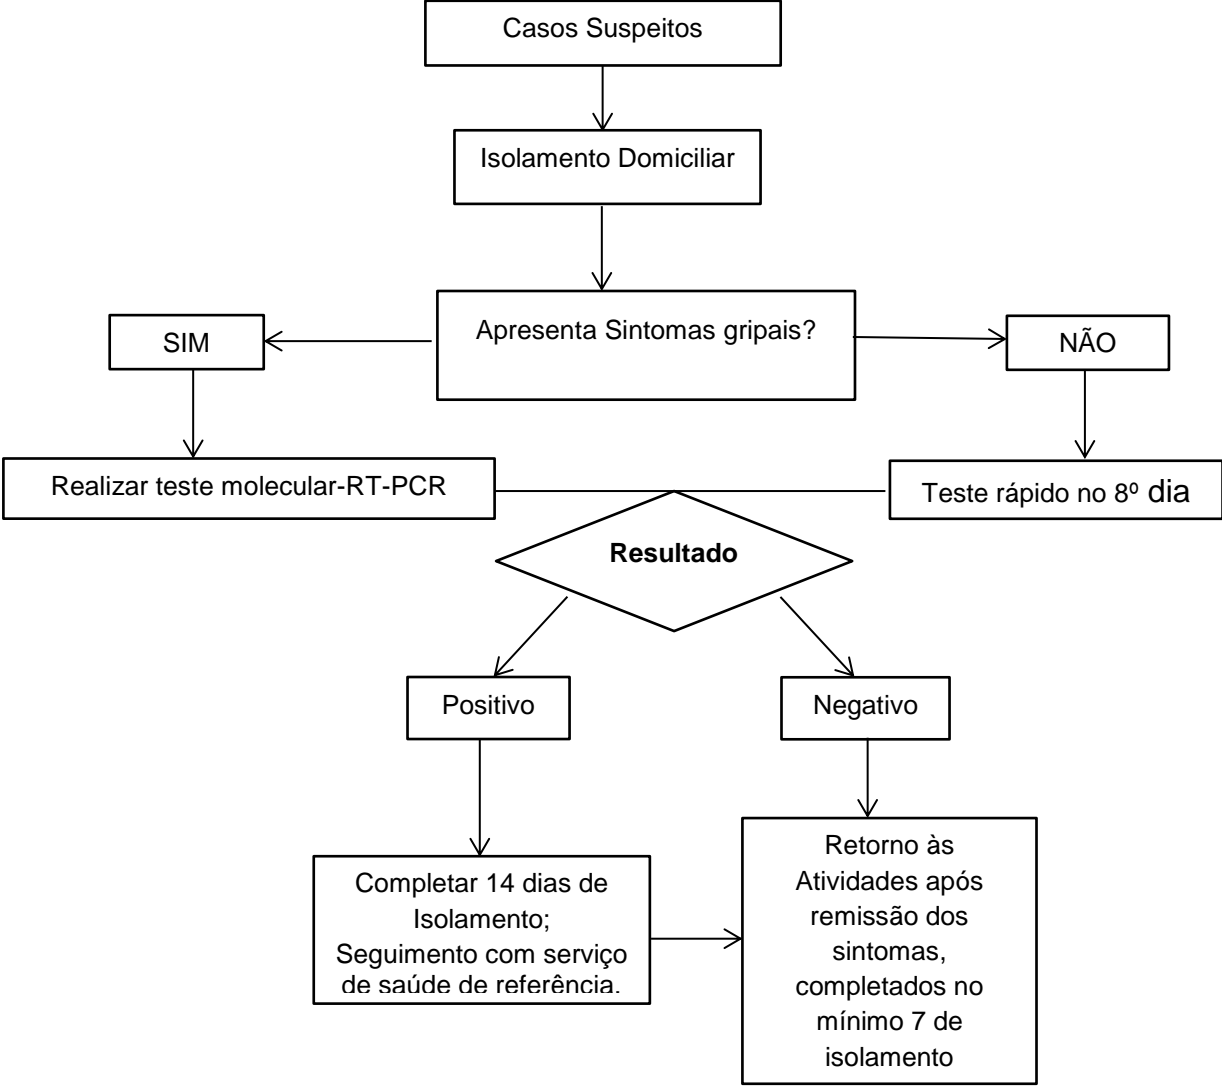 Casos Suspeitos
Isolamento Domiciliar
Apresenta Sintomas gripais?
SIM
NÃO
Realizar teste molecular-RT-PCR
Teste rápido no 8º dia
Resultado
Positivo
Negativo
Completar 14 dias de
Isolamento;
Seguimento com serviço
de saúde de referência.
Retorno às
Atividades após
remissão dos
sintomas,
completados no
mínimo 7 de
isolamento